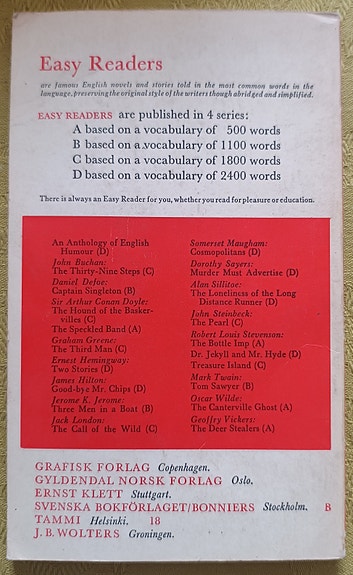 Easy Readers
are famous English novels and stories told in the most common words in the
language, preserving the original style of the writers though abridged and simplified.
EASY READERS are published in 4 series:
A based on a vocabulary of 500 words
B based on a vocabulary of 1100 words
C based on a vocabulary of 1800 words
D based on a vocabulary of 2400 words
There is always an Easy Reader for you, whether you read for pleasure or education.
An Anthology of English
Humour (D)
John Buchan:
The Thirty-Nine Steps (C)
Daniel Defoe:
Captain Singleton (B)
Sir Arthur Conan Doyle:
The Hound of the Basker-
villes (C)
The Speckled Band (A)
Graham Greene:
The Third Man (C)
Ernest Hemingway:
Two Stories (D)
James Hilton:
Good-bye Mr. Chips (D)
Jerome K. Jerome:
Three Men in a Boat (B)
Jack London:
The Call of the Wild (C)
Somerset Maugham:
Cosmopolitans (D)
Dorothy Sayers:
Murder Must Advertise (D)
Alan Sillitoe:
The Loneliness of the Long
Distance Runner (D)
John Steinbeck:
The Pearl (C)
Robert Louis Stevenson:
The Bottle Imp (A)
Dr. Jekyll and Mr. Hyde (D)
Treasure Island (C)
Mark Twain:
Tom Sawyer (B)
Oscar Wilde:
The Canterville Ghost (A)
Geoffry Vickers:
The Deer Stealers (A)
GRAFISK FORLAG Copenhagen.
GYLDENDAL NORSK FORLAG Oslo.
ERNST KLETT Stuttgart.
SVENSKA BOKFÖRLAGET/BONNIERS Stockholm. B
TAMMI Helsinki. 18
J. B. WOLTERS Groningen.